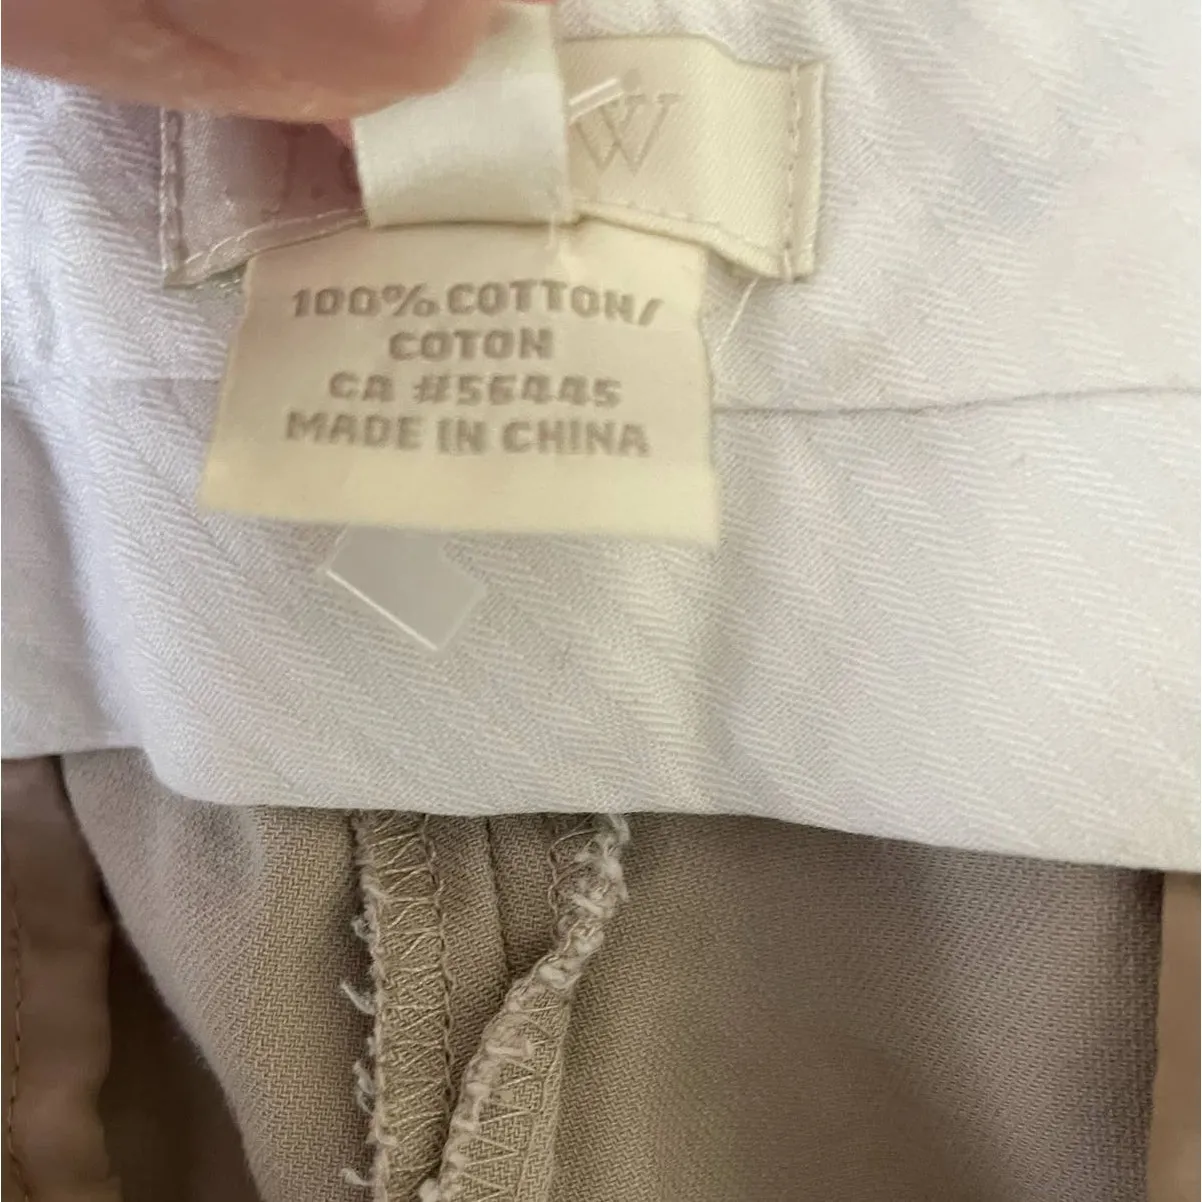 W
100% COTTON/
COTON
CA #56445
MADE IN CHINA